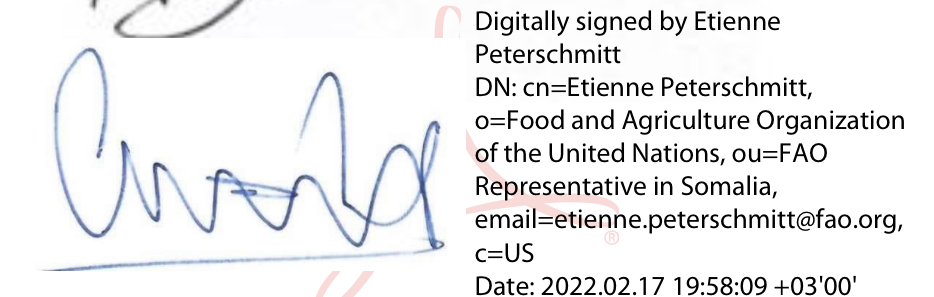 Digitally signed by Etienne
Peterschmitt
DN: cn=Etienne Peterschmitt,
o=Food and Agriculture Organization
of the United Nations, ou=FAO
Representative in Somalia,
email=etienne.peterschmitt@fao.org,
c=US
Date: 2022.02.17 19:58:09 +03'00'